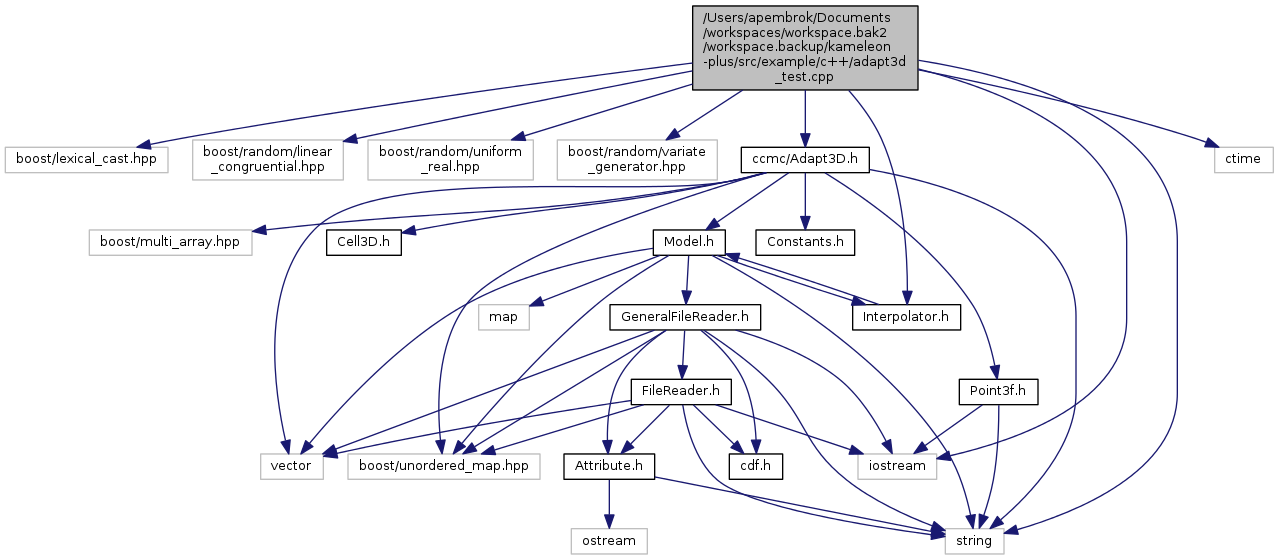 /Users/apembrok/Documents
/workspaces/workspace.bak2
/workspace.backup/kameleon
-plus/src/example/c++/adapt3d
_test.cpp
boost/lexical_cast.hpp
boost/random/linear
_congruential.hpp
boost/random/uniform
_real.hpp
boost/random/variate
_generator.hpp
ccmc/Adapt3D.h
ctime
boost/multi_array.hpp
Cell3D.h
Model.h
Constants.h
map
GeneralFileReader.h
Interpolator.h
FileReader.h
Point3f.h
vector
boost/unordered_map.hpp
Attribute.h
cdf.h
iostream
ostream
string